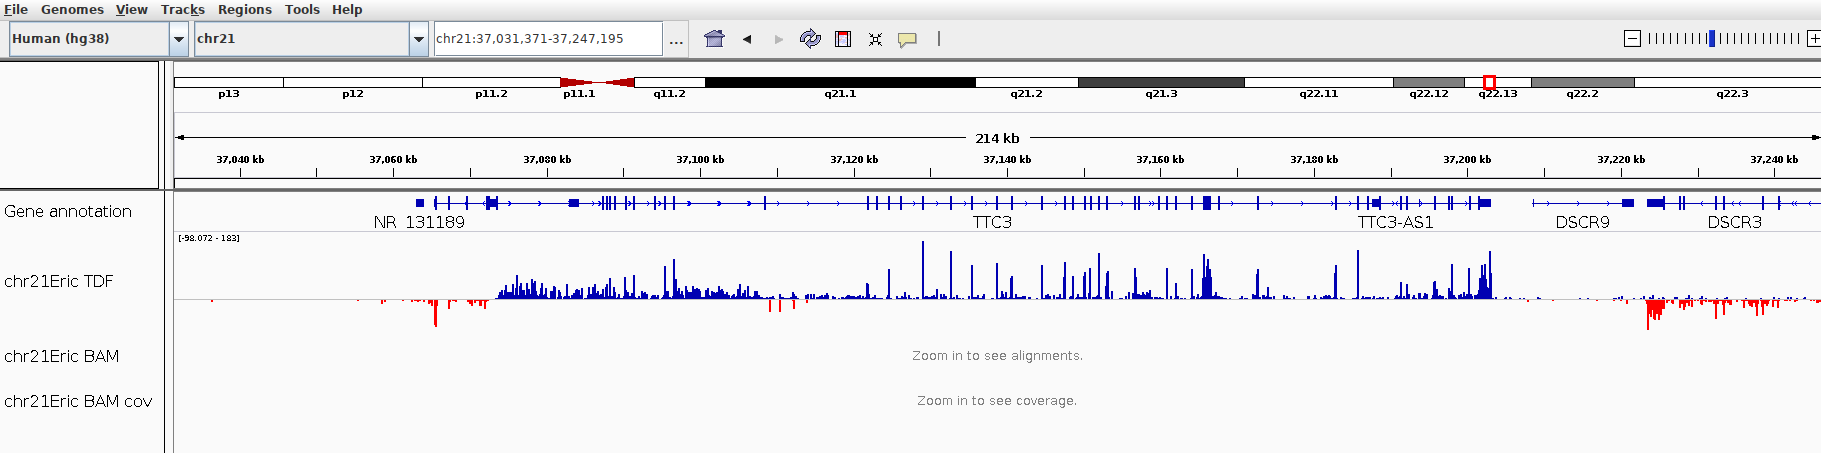 File Genomes View Tracks Regions Tools Help
Human (hg38) chr21 chr21:37,031,371-37,247,195 ...
p13 p12 p11.2 p11.1 q11.2 q21.1 q21.2 q21.3 q22.11 q22.12 q22.13 q22.2 q22.3
214 kb
37,040 kb 37,060 kb 37,080 kb 37,100 kb 37,120 kb 37,140 kb 37,160 kb 37,180 kb 37,200 kb 37,220 kb 37,240 kb
Gene annotation
NR_131189 TTC3 TTC3-AS1 DSCR9 DSCR3
[-98.072 - 183]
chr21Eric TDF
chr21Eric BAM Zoom in to see alignments.
chr21Eric BAM cov Zoom in to see coverage.